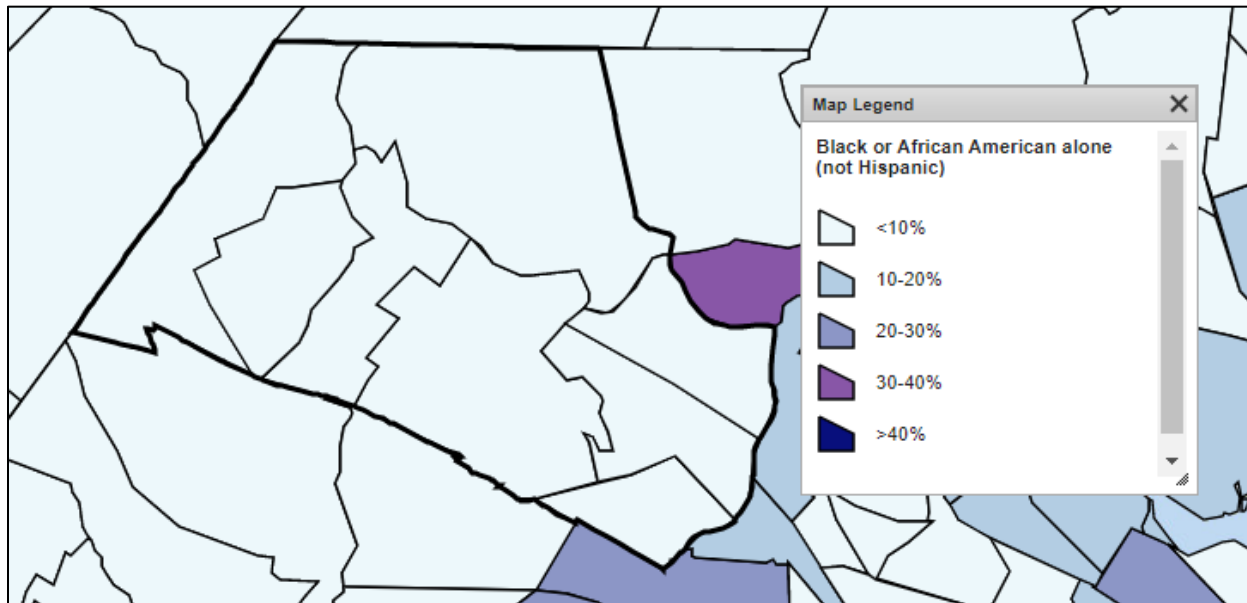 Map Legend
Black or African American alone
(not Hispanic)
<10%
10-20%
20-30%
30-40%
>40%